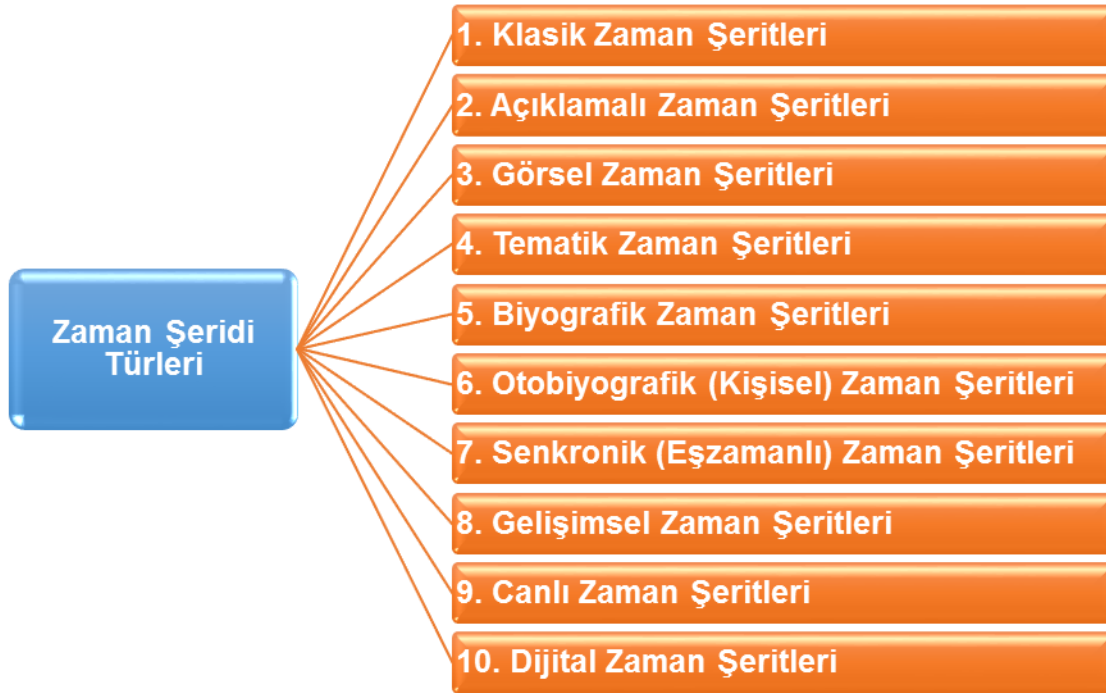 1. Klasik Zaman Şeritleri
2. Açıklamalı Zaman Şeritleri
3. Görsel Zaman Şeritleri
4. Tematik Zaman Şeritleri
Zaman Şeridi
Türleri
5. Biyografik Zaman Şeritleri
6. Otobiyografik (Kişisel) Zaman Şeritleri
7. Senkronik (Eşzamanlı) Zaman Şeritleri
8. Gelişimsel Zaman Şeritleri
9. Canlı Zaman Şeritleri
10. Dijital Zaman Şeritleri